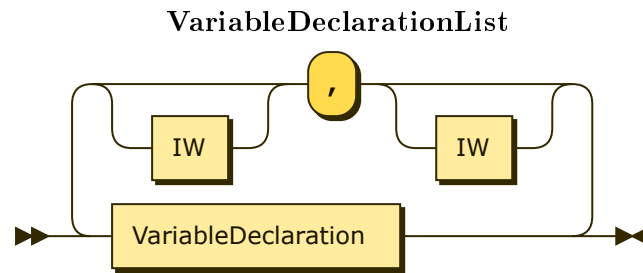 VariableDeclarationList
,
IW
IW
VariableDeclaration